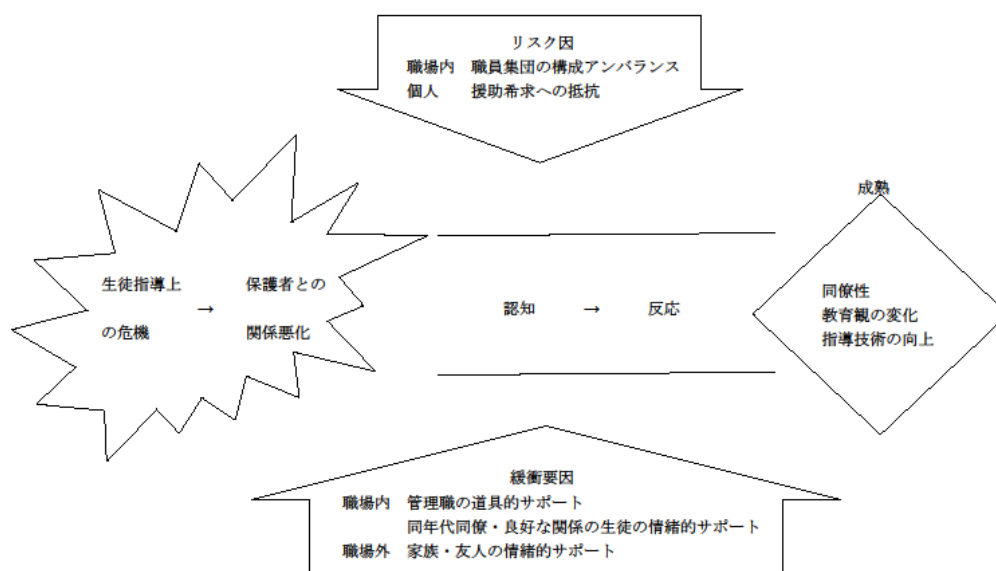 リスク因
職場内 職員集団の構成アンバランス
個人 援助希求への抵抗
成熟
生徒指導上 → 保護者との
の危機 関係悪化
認知 → 反応
同僚性
教育観の変化
指導技術の向上
緩衝要因
職場内 管理職の道具的サポート
同年代同僚・良好な関係の生徒の情緒的サポート
職場外 家族・友人の情緒的サポート